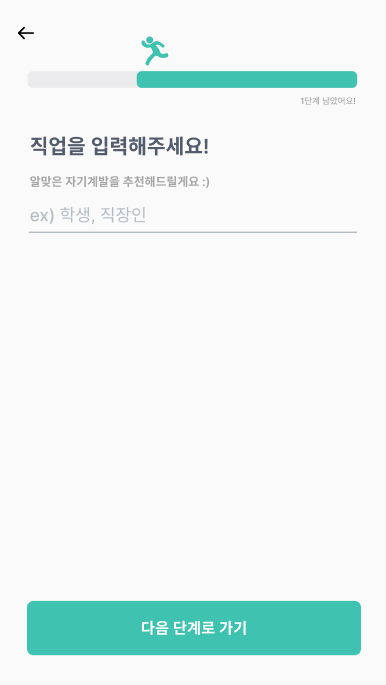 1단계 남았어요!
직업을 입력해주세요!
알맞은 자기계발을 추천해드릴게요 :)
ex) 학생, 직장인
다음 단계로 가기